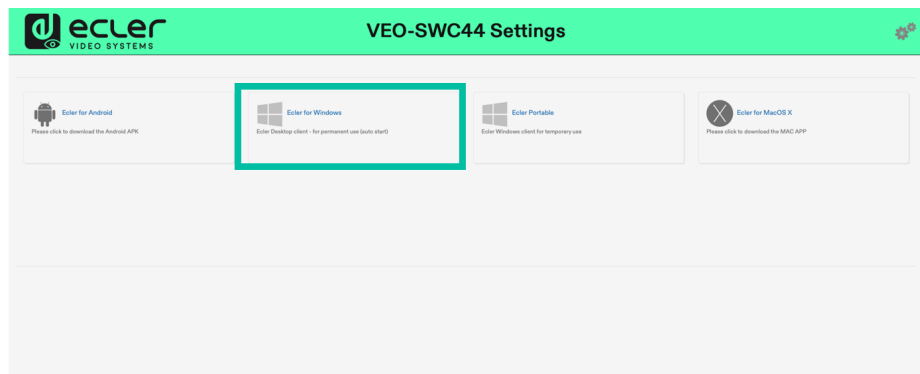 ecler
VIDEO SYSTEMS
VEO-SWC44 Settings
Ecler for Android
Please click to download the Android APK
Ecler for Windows
Ecler Desktop client - for permanent use (auto start)
Ecler Portable
Ecler Windows client for temporary use
Ecler for MacOS X
Please click to download the MAC APP